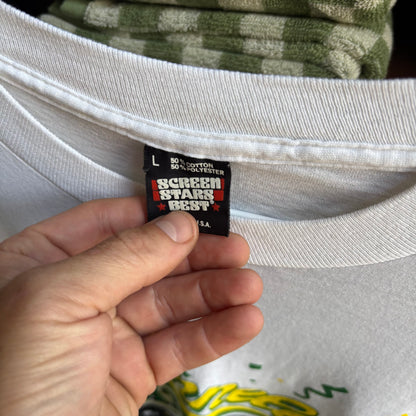 L
50% COTTON
50% POLYESTER
SCREEN
STARS
BEST
U.S.A.